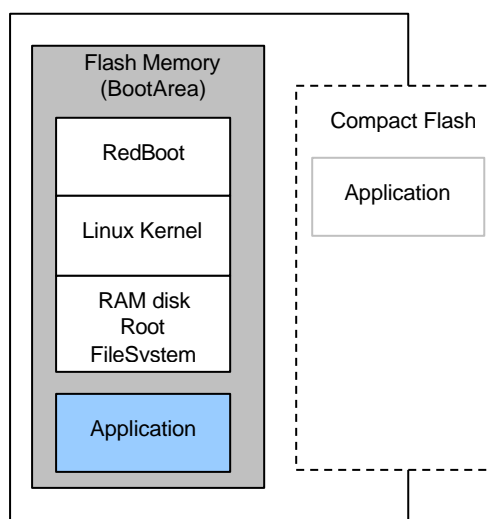 Flash Memory
(BootArea)
RedBoot
Linux Kernel
RAM disk
Root
FileSystem
Application
Compact Flash
Application